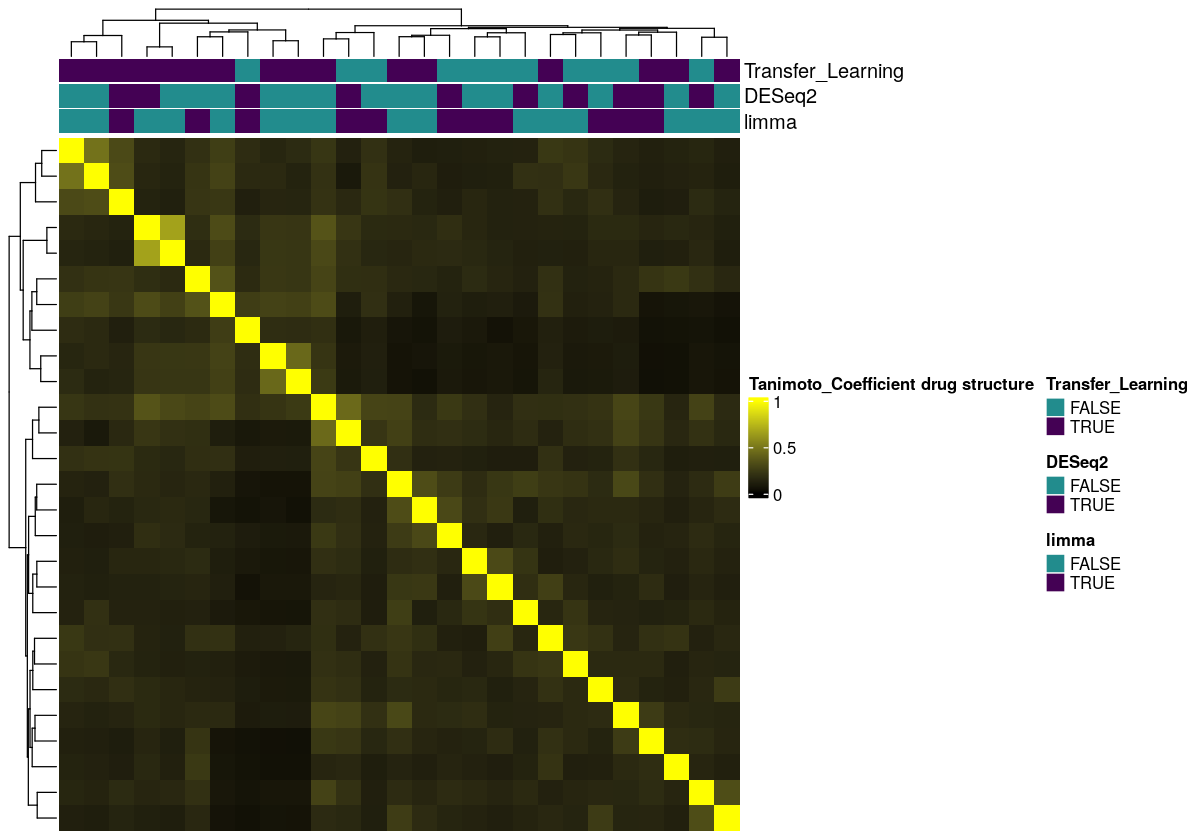 Transfer_Learning
DESeq2
limma
Tanimoto_Coefficient drug structure
1
0.5
0
Transfer_Learning
FALSE
TRUE
DESeq2
FALSE
TRUE
limma
FALSE
TRUE